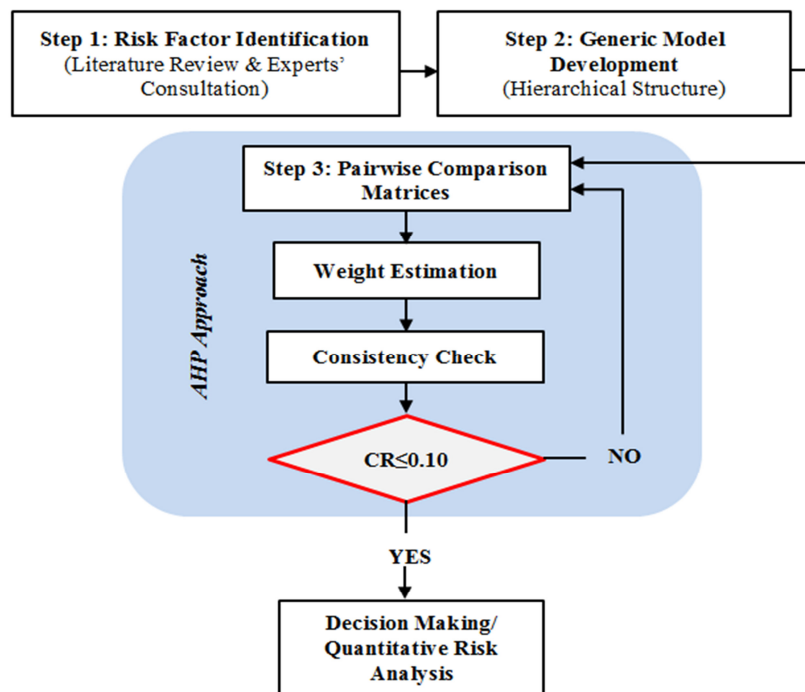 Step 1: Risk Factor Identification
(Literature Review & Experts’
Consultation)
Step 2: Generic Model
Development
(Hierarchical Structure)
Step 3: Pairwise Comparison
Matrices
Weight Estimation
AHP Approach
Consistency Check
CR≤0.10
NO
YES
Decision Making/
Quantitative Risk
Analysis